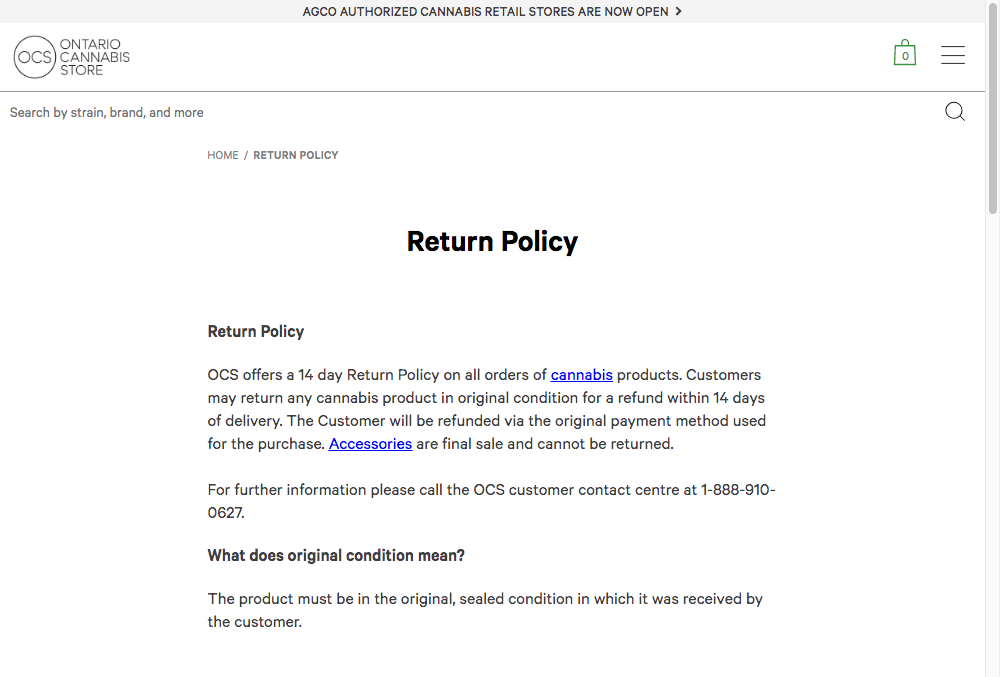 AGCO AUTHORIZED CANNABIS RETAIL STORES ARE NOW OPEN
OCS
ONTARIO
CANNABIS
STORE
0
Search by strain, brand, and more
HOME / RETURN POLICY
Return Policy
Return Policy
OCS offers a 14 day Return Policy on all orders of cannabis products. Customers
may return any cannabis product in original condition for a refund within 14 days
of delivery. The Customer will be refunded via the original payment method used
for the purchase. Accessories are final sale and cannot be returned.
For further information please call the OCS customer contact centre at 1-888-910-
0627.
What does original condition mean?
The product must be in the original, sealed condition in which it was received by
the customer.